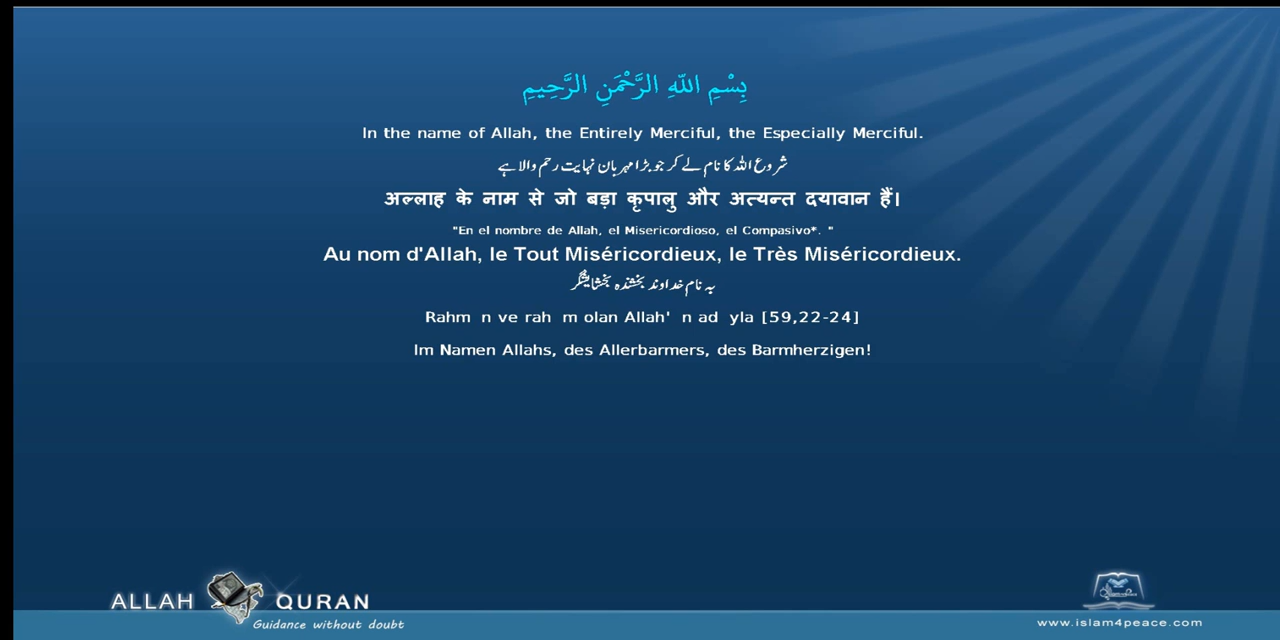 بِسْمِ اللّٰهِ الرَّحْمَنِ الرَّحِيمِ
In the name of Allah, the Entirely Merciful, the Especially Merciful.
شروع اللہ کا نام لے کر جو بڑا مہربان نہایت رحم والا ہے
अल्लाह के नाम से जो बड़ा कृपालु और अत्यन्त दयावान हैं।
"En el nombre de Allah, el Misericordioso, el Compasivo*. "
Au nom d'Allah, le Tout Miséricordieux, le Très Miséricordieux.
به نام خداوند بخشنده بخشایشگر
Rahm n ve rah m olan Allah' n ad yla [59,22-24]
Im Namen Allahs, des Allerbarmers, des Barmherzigen!
ALLAH QURAN
Guidance without doubt
www.islam4peace.com